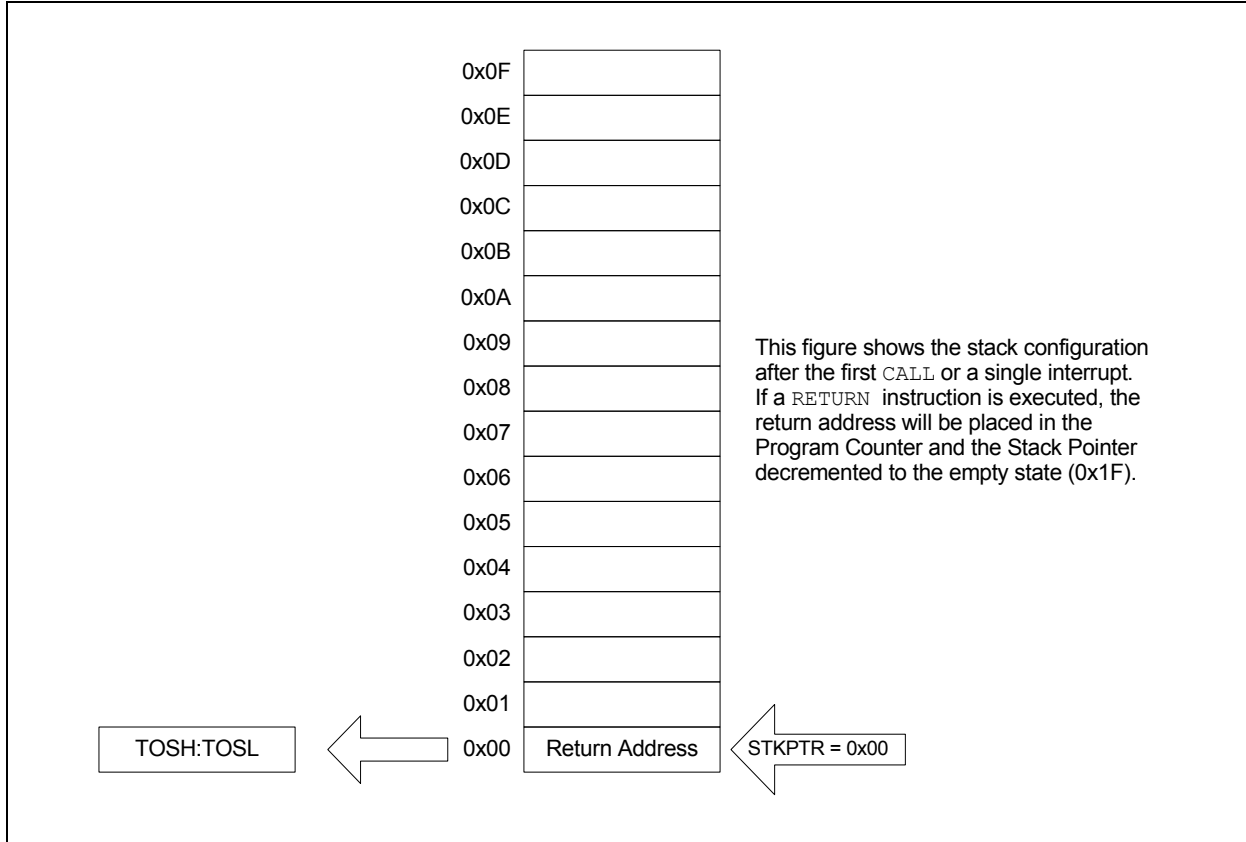 0x0F
0x0E
0x0D
0x0C
0x0B
0x0A
0x09
This figure shows the stack configuration
after the first CALL or a single interrupt.
If a RETURN instruction is executed, the
return address will be placed in the
Program Counter and the Stack Pointer
decremented to the empty state (0x1F).
0x08
0x07
0x06
0x05
0x04
0x03
0x02
0x01
TOSH:TOSL
0x00
Return Address
STKPTR = 0x00